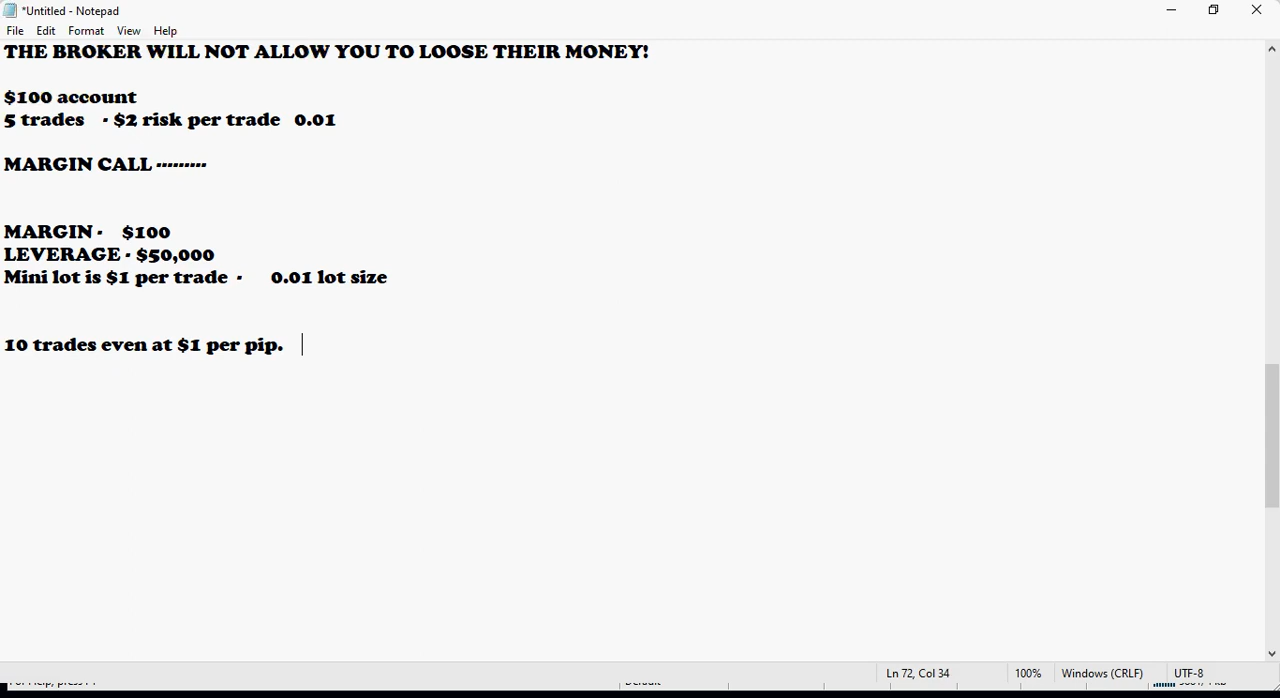 *Untitled - Notepad
File Edit Format View Help
THE BROKER WILL NOT ALLOW YOU TO LOOSE THEIR MONEY!
$100 account
5 trades - $2 risk per trade 0.01
MARGIN CALL ---------
MARGIN - $100
LEVERAGE - $50,000
Mini lot is $1 per trade - 0.01 lot size
10 trades even at $1 per pip.
Ln 72, Col 34 100% Windows (CRLF) UTF-8